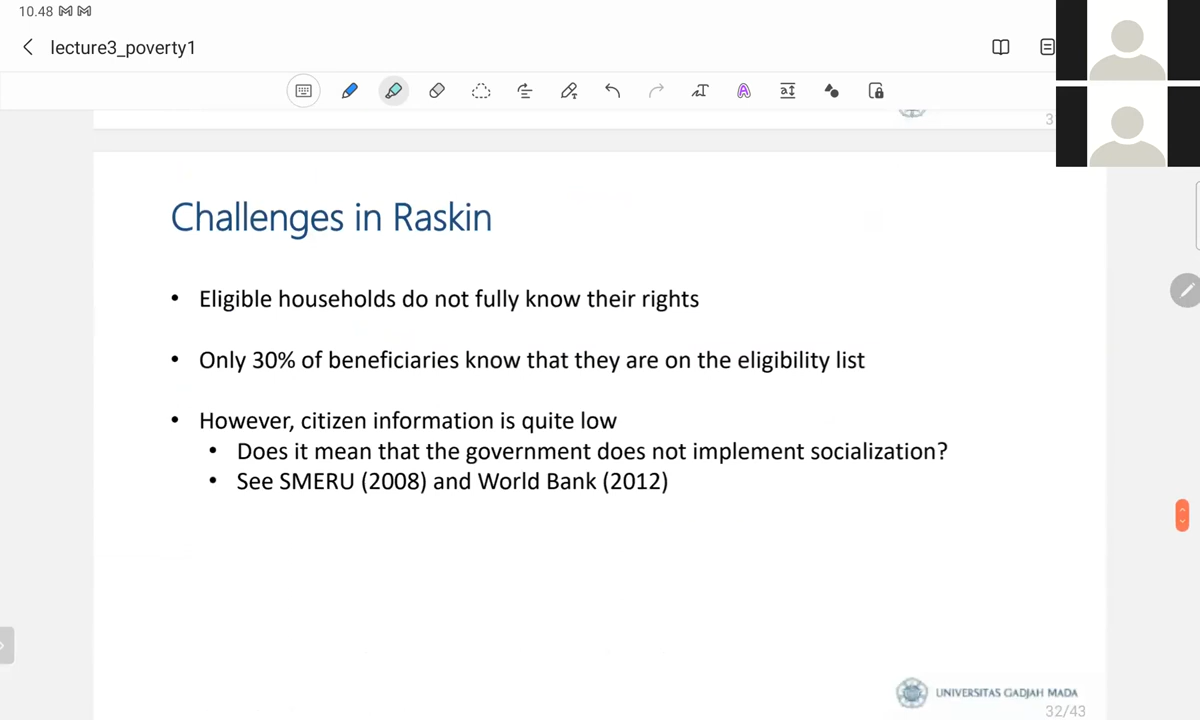 10.48
lecture3_poverty1
3
Challenges in Raskin
• Eligible households do not fully know their rights
• Only 30% of beneficiaries know that they are on the eligibility list
• However, citizen information is quite low
• Does it mean that the government does not implement socialization?
• See SMERU (2008) and World Bank (2012)
UNIVERSITAS GADJAH MADA
32/43